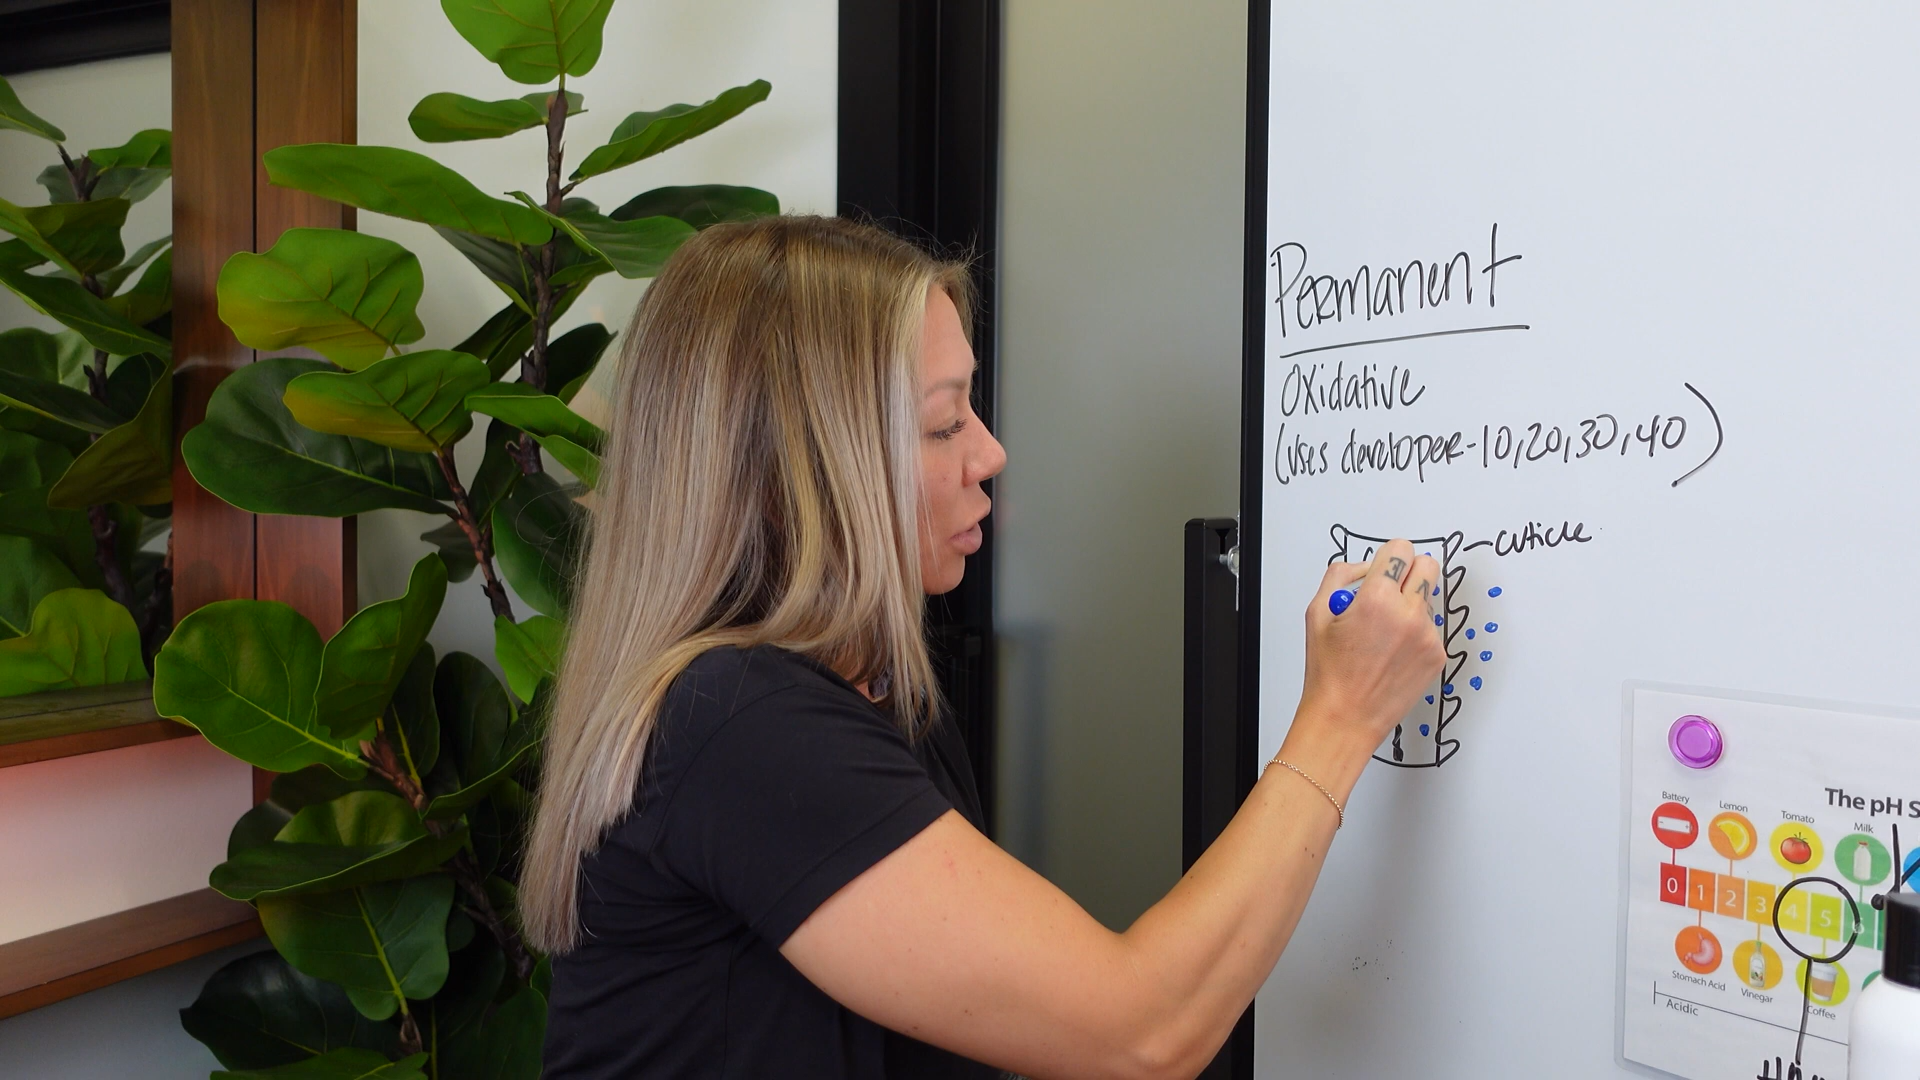 Permanent
Oxidative
(uses developer-10,20,30,40)
-cuticle
The pH S
Battery
Lemon
Tomato
Milk
0 1 2 3 4 5 6
Stomach Acid
Vinegar
Coffee
Acidic